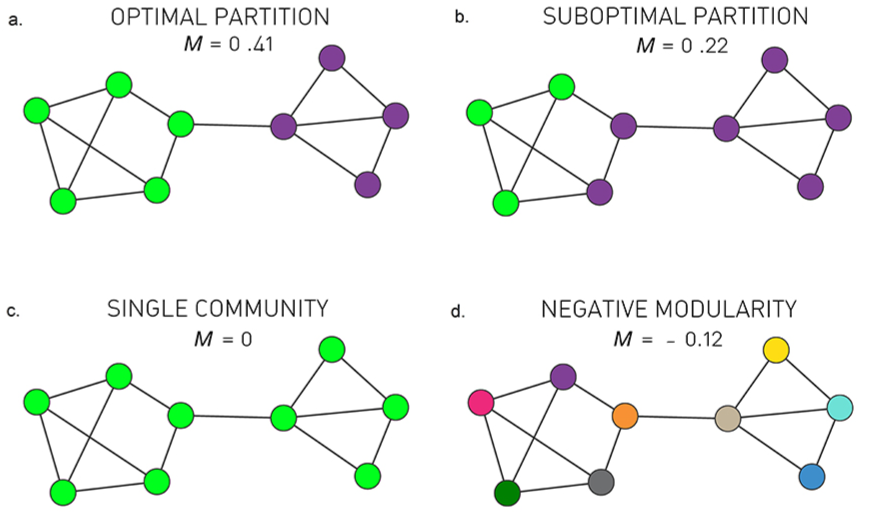 a.
OPTIMAL PARTITION
M = 0 .41
b.
SUBOPTIMAL PARTITION
M = 0 .22
c.
SINGLE COMMUNITY
M = 0
d.
NEGATIVE MODULARITY
M = - 0.12